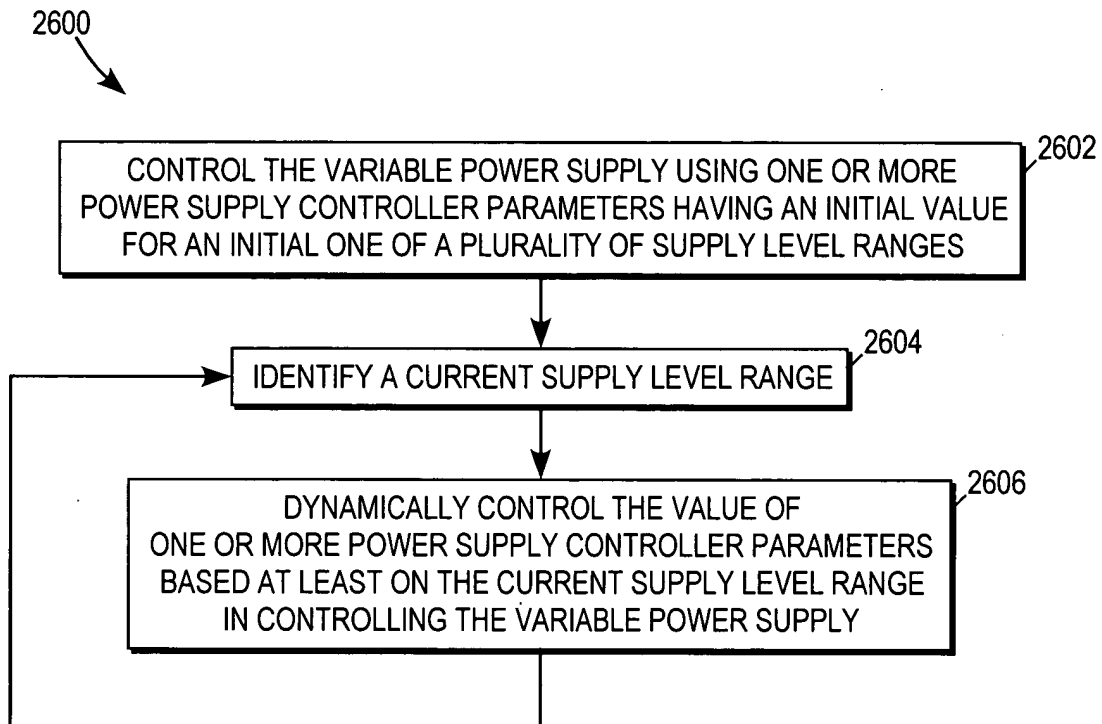 2600
CONTROL THE VARIABLE POWER SUPPLY USING ONE OR MORE
POWER SUPPLY CONTROLLER PARAMETERS HAVING AN INITIAL VALUE
FOR AN INITIAL ONE OF A PLURALITY OF SUPPLY LEVEL RANGES
2602
IDENTIFY A CURRENT SUPPLY LEVEL RANGE
2604
DYNAMICALLY CONTROL THE VALUE OF
ONE OR MORE POWER SUPPLY CONTROLLER PARAMETERS
BASED AT LEAST ON THE CURRENT SUPPLY LEVEL RANGE
IN CONTROLLING THE VARIABLE POWER SUPPLY
2606